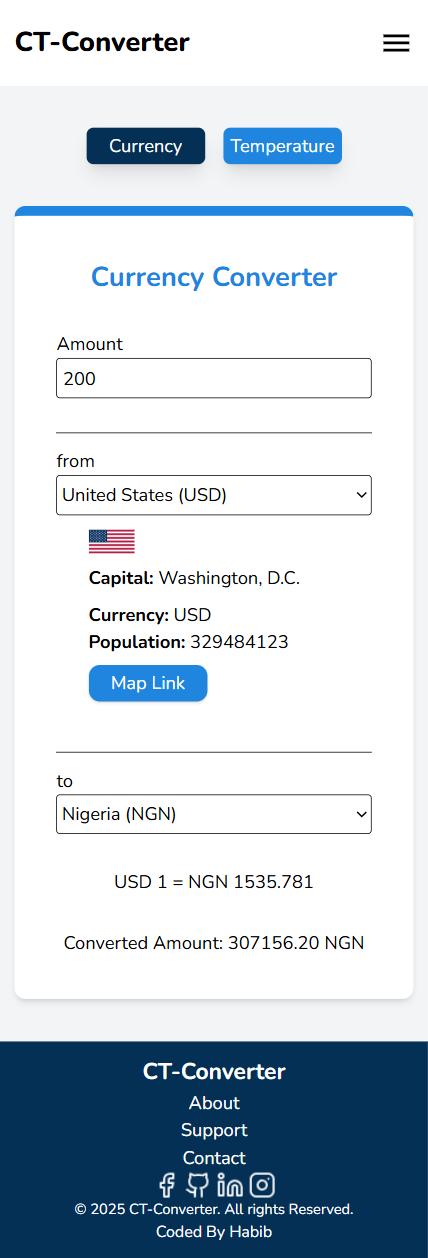 CT-Converter
Currency
Temperature
Currency Converter
Amount
200
from
United States (USD)
Capital: Washington, D.C.
Currency: USD
Population: 329484123
Map Link
to
Nigeria (NGN)
USD 1 = NGN 1535.781
Converted Amount: 307156.20 NGN
CT-Converter
About
Support
Contact
© 2025 CT-Converter. All rights Reserved.
Coded By Habib